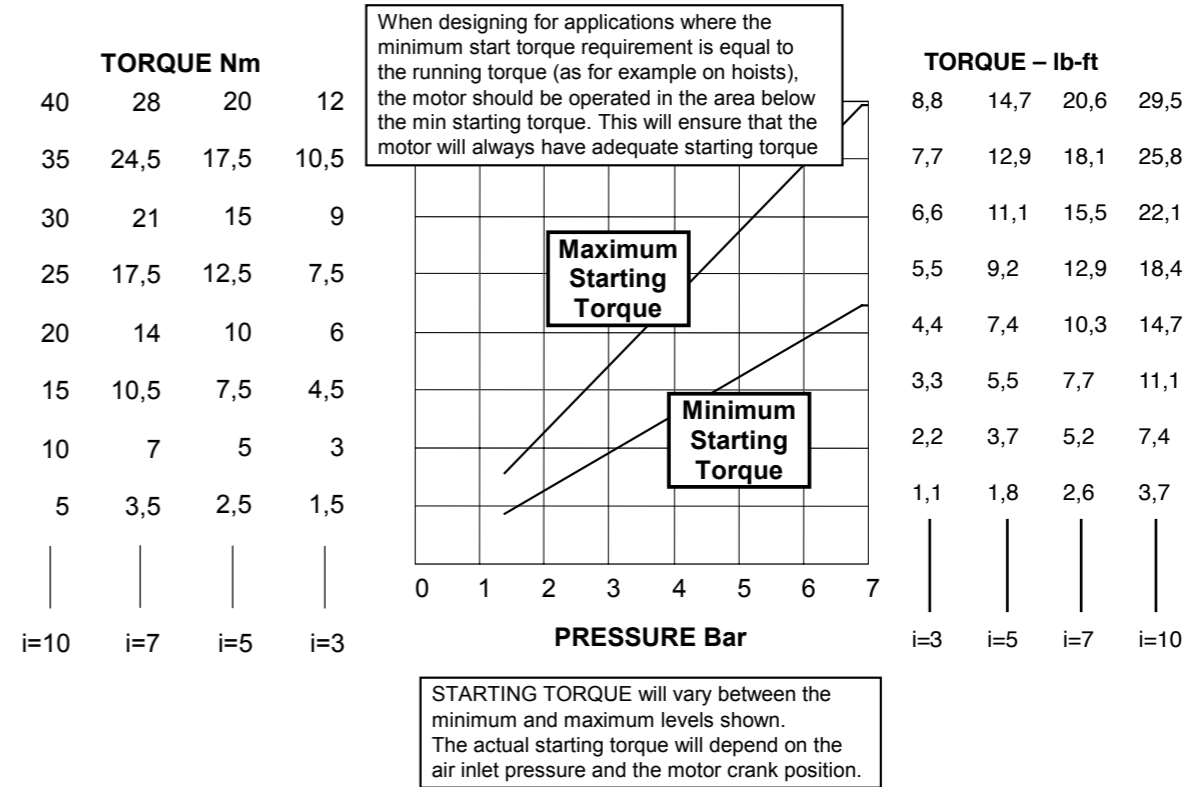 When designing for applications where the
minimum start torque requirement is equal to
the running torque (as for example on hoists),
the motor should be operated in the area below
the min starting torque. This will ensure that the
motor will always have adequate starting torque
TORQUE Nm
40 28 20 12
35 24,5 17,5 10,5
30 21 15 9
25 17,5 12,5 7,5
20 14 10 6
15 10,5 7,5 4,5
10 7 5 3
5 3,5 2,5 1,5
i=10 i=7 i=5 i=3
Maximum
Starting
Torque
Minimum
Starting
Torque
0 1 2 3 4 5 6 7
PRESSURE Bar
TORQUE – lb-ft
8,8 14,7 20,6 29,5
7,7 12,9 18,1 25,8
6,6 11,1 15,5 22,1
5,5 9,2 12,9 18,4
4,4 7,4 10,3 14,7
3,3 5,5 7,7 11,1
2,2 3,7 5,2 7,4
1,1 1,8 2,6 3,7
i=3 i=5 i=7 i=10
STARTING TORQUE will vary between the
minimum and maximum levels shown.
The actual starting torque will depend on the
air inlet pressure and the motor crank position.